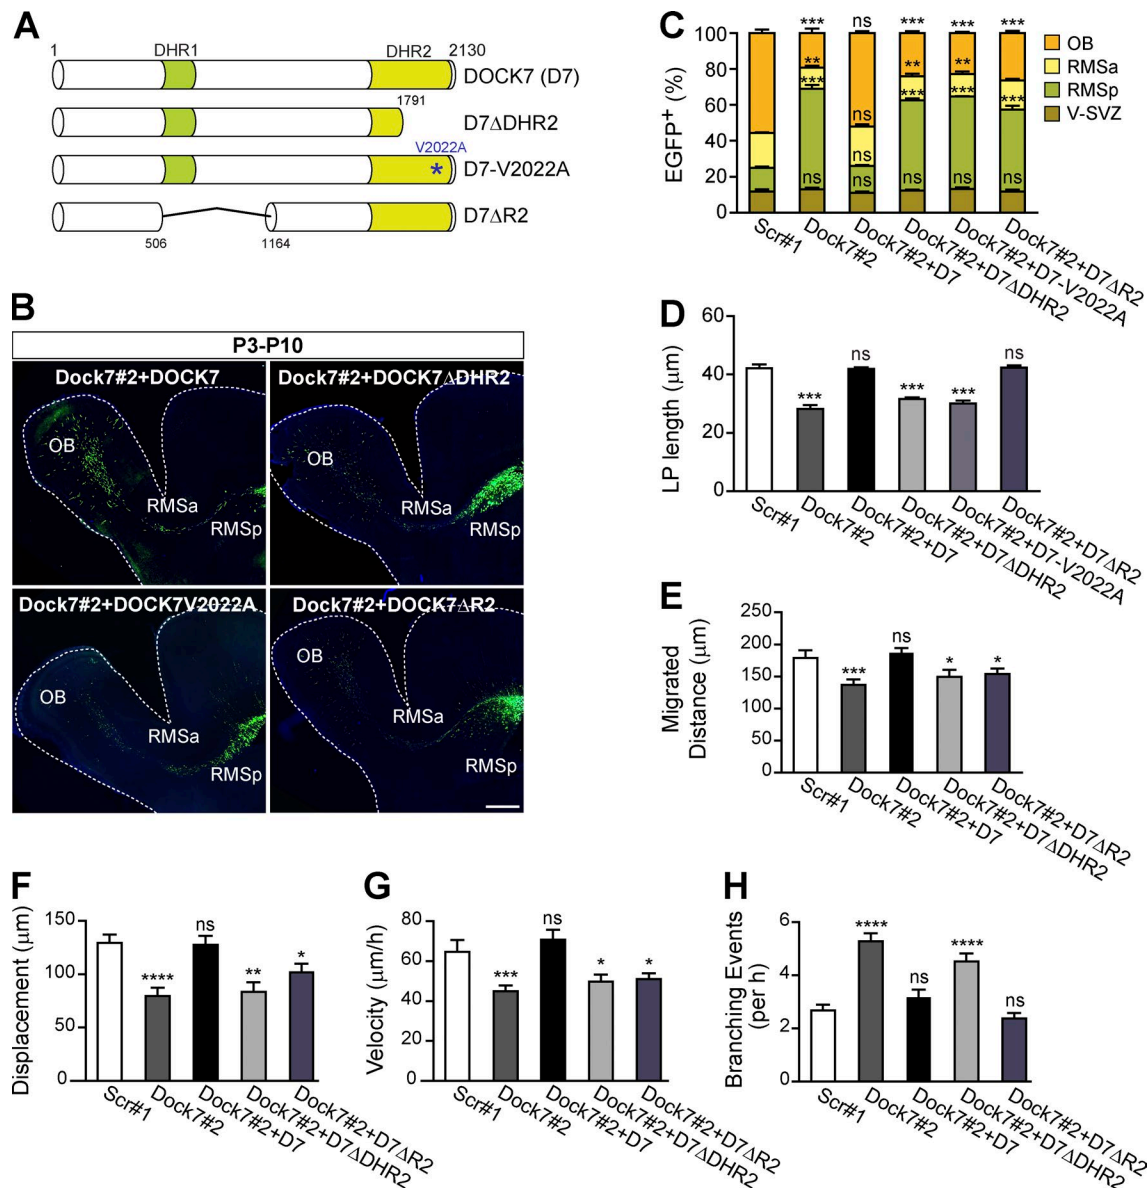 A
1 DHR1 DHR2 2130
DOCK7 (D7)
1791
D7ΔDHR2
V2022A
* D7-V2022A
D7ΔR2
506 1164
B
P3-P10
Dock7#2+DOCK7
OB
RMSa
RMSp
Dock7#2+DOCK7ΔDHR2
OB
RMSa
RMSp
Dock7#2+DOCK7V2022A
OB
RMSa
RMSp
Dock7#2+DOCK7ΔR2
OB
RMSa
RMSp
C
EGFP+ (%)
100
80
60
40
20
0
*** ns *** *** ***
** ** **
*** *** *** ***
ns
ns
ns ns ns ns ns
OB
RMSa
RMSp
V-SVZ
Scr#1
Dock7#2
Dock7#2+D7
Dock7#2+D7ΔDHR2
Dock7#2+D7-V2022A
Dock7#2+D7ΔR2
D
LP length (μm)
60
40
20
0
*** ns *** *** ns
Scr#1
Dock7#2
Dock7#2+D7
Dock7#2+D7ΔDHR2
Dock7#2+D7-V2022A
Dock7#2+D7ΔR2
E
Migrated
Distance (μm)
250
200
150
100
50
0
*** ns * *
Scr#1
Dock7#2
Dock7#2+D7
Dock7#2+D7ΔDHR2
Dock7#2+D7ΔR2
F
Displacement (μm)
150
100
50
0
**** ns ** *
Scr#1
Dock7#2
Dock7#2+D7
Dock7#2+D7ΔDHR2
Dock7#2+D7ΔR2
G
Velocity (μm/h)
80
60
40
20
0
*** ns * *
Scr#1
Dock7#2
Dock7#2+D7
Dock7#2+D7ΔDHR2
Dock7#2+D7ΔR2
H
Branching Events
(per h)
6
4
2
0
**** ns **** ns
Scr#1
Dock7#2
Dock7#2+D7
Dock7#2+D7ΔDHR2
Dock7#2+D7ΔR2